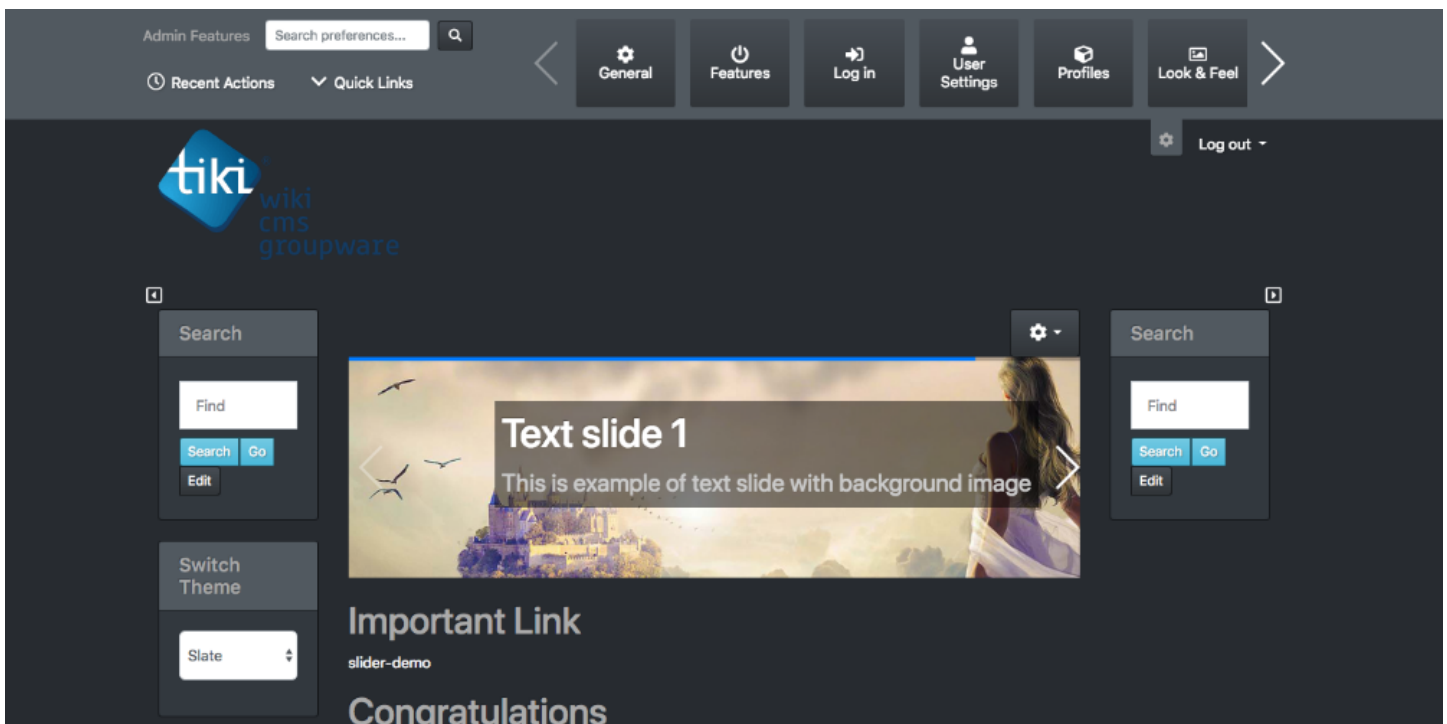 Admin Features
Search preferences...
Recent Actions
Quick Links
General
Features
Log in
User
Settings
Profiles
Look & Feel
Log out
tiki
wiki
cms
groupware
Search
Find
Search Go
Edit
Switch
Theme
Slate
Text slide 1
This is example of text slide with background image
Important Link
slider-demo
Congratulations
Search
Find
Search Go
Edit